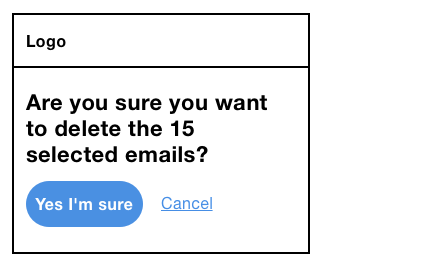 Logo
Are you sure you want
to delete the 15
selected emails?
Yes I'm sure
Cancel